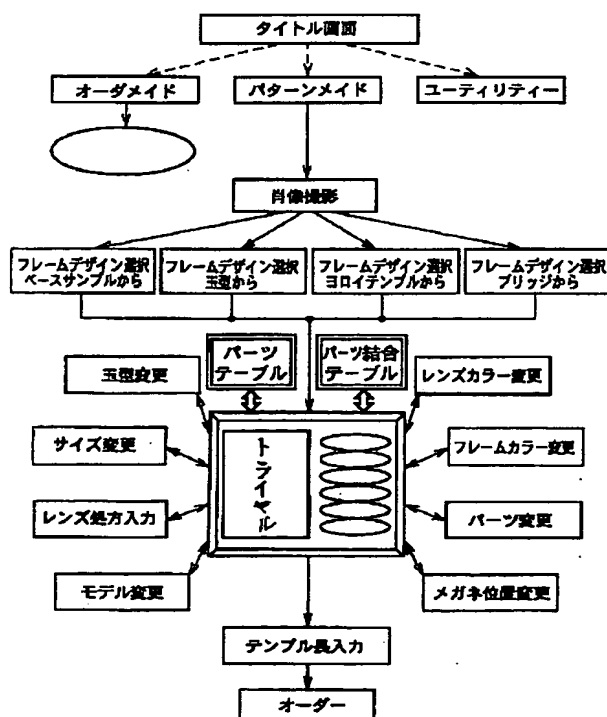 タイトル画面
オーダメイド
パターンメイド
ユーティリティー
肖像撮影
フレームデザイン選択
ベースサンプルから
フレームデザイン選択
玉型から
フレームデザイン選択
ヨロイテンプルから
フレームデザイン選択
ブリッジから
パーツ
テーブル
パーツ結合
テーブル
玉型変更
レンズカラー変更
サイズ変更
トライヤル
フレームカラー変更
レンズ処方入力
パーツ変更
モデル変更
メガネ位置変更
テンプル長入力
オーダー